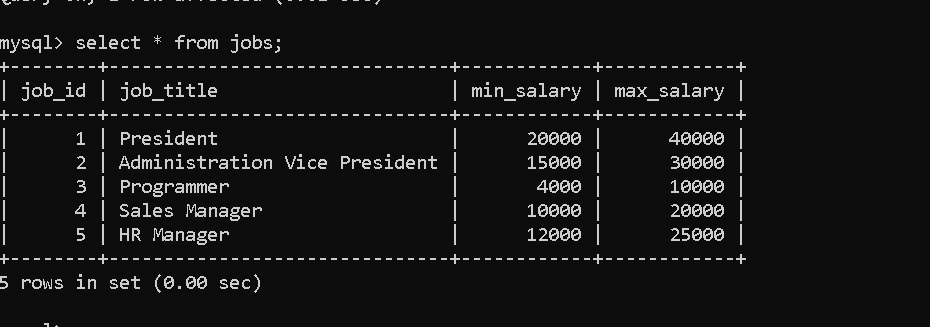 mysql> select * from jobs;
+--------+------------------------------+------------+------------+
| job_id | job_title                    | min_salary | max_salary |
+--------+------------------------------+------------+------------+
|      1 | President                    |      20000 |      40000 |
|      2 | Administration Vice President |      15000 |      30000 |
|      3 | Programmer                   |       4000 |      10000 |
|      4 | Sales Manager                |      10000 |      20000 |
|      5 | HR Manager                   |      12000 |      25000 |
+--------+------------------------------+------------+------------+
5 rows in set (0.00 sec)